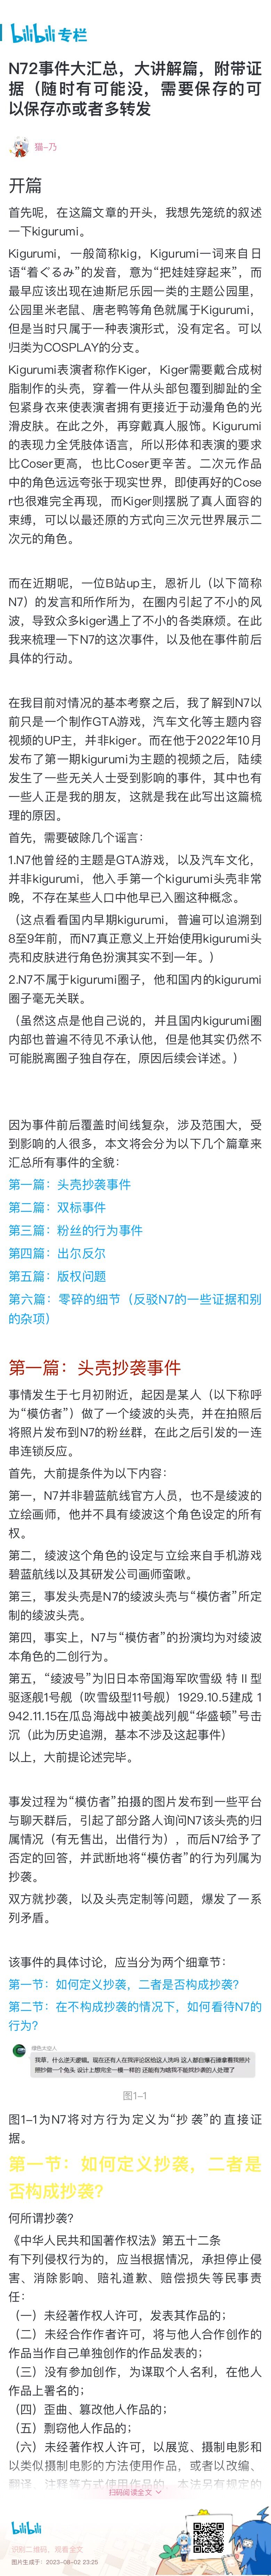 bilibili 专栏
N72事件大汇总，大讲解篇，附带证
据（随时有可能没，需要保存的可
以保存亦或者多转发
猫-乃
开篇
首先呢，在这篇文章的开头，我想先笼统的叙述
一下kigurumi。
Kigurumi，一般简称kig，Kigurumi一词来自日
语“着ぐるみ”的发音，意为“把娃娃穿起来”，而
最早应该出现在迪斯尼乐园一类的主题公园里，
公园里米老鼠、唐老鸭等角色就属于Kigurumi，
但是当时只属于一种表演形式，没有定名。可以
归类为COSPLAY的分支。
Kigurumi表演者称作Kiger，Kiger需要戴合成树
脂制作的头壳，穿着一件从头部包覆到脚趾的全
包紧身衣来使表演者拥有更接近于动漫角色的光
滑皮肤。在此之外，再穿戴真人服饰。Kigurumi
的表现力全凭肢体语言，所以形体和表演的要求
比Coser更高，也比Coser更辛苦。二次元作品
中的角色远远夸张于现实世界，即使再好的Cose
r也很难完全再现，而Kiger则摆脱了真人面容的
束缚，可以以最还原的方式向三次元世界展示二
次元的角色。
而在近期呢，一位B站up主，恩祈儿（以下简称
N7）的发言和所作所为，在圈内引起了不小的风
波，导致众多kiger遇上了不小的各类麻烦。在此
我来梳理一下N7的这次事件，以及他在事件前后
具体的行动。
在我目前对情况的基本考察之后，我了解到N7以
前只是一个制作GTA游戏，汽车文化等主题内容
视频的UP主，并非kiger。而在他于2022年10月
发布了第一期kigurumi为主题的视频之后，陆续
发生了一些无关人士受到影响的事件，其中也有
一些人正是我的朋友，这就是我在此写出这篇梳
理的原因。
首先，需要破除几个谣言：
1.N7他曾经的主题是GTA游戏，以及汽车文化，
并非kigurumi，他入手第一个kigurumi头壳非常
晚，不存在某些人口中他早已入圈这种概念。
（这点看看国内早期kigurumi，普遍可以追溯到
8至9年前，而N7真正意义上开始使用kigurumi头
壳和皮肤进行角色扮演其实不到一年。）
2.N7不属于kigurumi圈子，他和国内的kigurumi
圈子毫无关联。
（虽然这点是他自己说的，并且国内kigurumi圈
内部也普遍不待见不承认他，但是他其实仍然不
可能脱离圈子独自存在，原因后续会详述。）
因为事件前后覆盖时间线复杂，涉及范围大，受
到影响的人很多，本文将会分为以下几个篇章来
汇总所有事件的全貌：
第一篇：头壳抄袭事件
第二篇：双标事件
第三篇：粉丝的行为事件
第四篇：出尔反尔
第五篇：版权问题
第六篇：零碎的细节（反驳N7的一些证据和别
的杂项）
第一篇：头壳抄袭事件
事情发生于七月初附近，起因是某人（以下称呼
为“模仿者”）做了一个绫波的头壳，并在拍照后
将照片发布到N7的粉丝群，在此之后引发的一连
串连锁反应。
首先，大前提条件为以下内容：
第一，N7并非碧蓝航线官方人员，也不是绫波的
立绘画师，他并不具有绫波这个角色设定的所有
权。
第二，绫波这个角色的设定与立绘来自手机游戏
碧蓝航线以及其研发公司画师蛮啾。
第三，事发头壳是N7的绫波头壳与“模仿者”所定
制的绫波头壳。
第四，事实上，N7与“模仿者”的扮演均为对绫波
本角色的二创行为。
第五，“绫波号”为旧日本帝国海军吹雪级 特Ⅱ型
驱逐舰1号舰（吹雪级型11号舰）1929.10.5建成 1
942.11.15在瓜岛海战中被美战列舰“华盛顿”号击
沉（此为历史追溯，基本不涉及这起事件）
以上，大前提论述完毕。
事发过程为“模仿者”拍摄的图片发布到一些平台
与聊天群后，引起了部分路人询问N7该头壳的归
属情况（有无售出，出借行为），而后N7给予了
否定的回答，并武断地将“模仿者”的行为列属为
抄袭。
双方就抄袭，以及头壳定制等问题，爆发了一系
列矛盾。
该事件的具体讨论，应当分为两个细章节：
第一节：如何定义抄袭，二者是否构成抄袭？
第二节：在不构成抄袭的情况下，如何看待N7的
行为？
图1-1
图1-1为N7将对方行为定义为“抄 袭”的直接证
据。
第一节：如何定义抄袭，二者是
否构成抄袭？
何所谓抄袭？
《中华人民共和国著作权法》第五十二条
有下列侵权行为的，应当根据情况，承担停止侵
害、消除影响、赔礼道歉、赔偿损失等民事责
任：
（一）未经著作权人许可，发表其作品的；
（二）未经合作作者许可，将与他人合作创作的
作品当作自己单独创作的作品发表的；
（三）没有参加创作，为谋取个人名利，在他人
作品上署名的；
（四）歪曲、篡改他人作品的；
（五）剽窃他人作品的；
（六）未经著作权人许可，以展览、摄制电影和
以类似摄制电影的方法使用作品，或者以改编、
翻译、注释等方式使用作品的，本法另有规定的
扫码阅读全文
bilibili
识别二维码，观看全文
图片生成于：2023-08-02 23:25